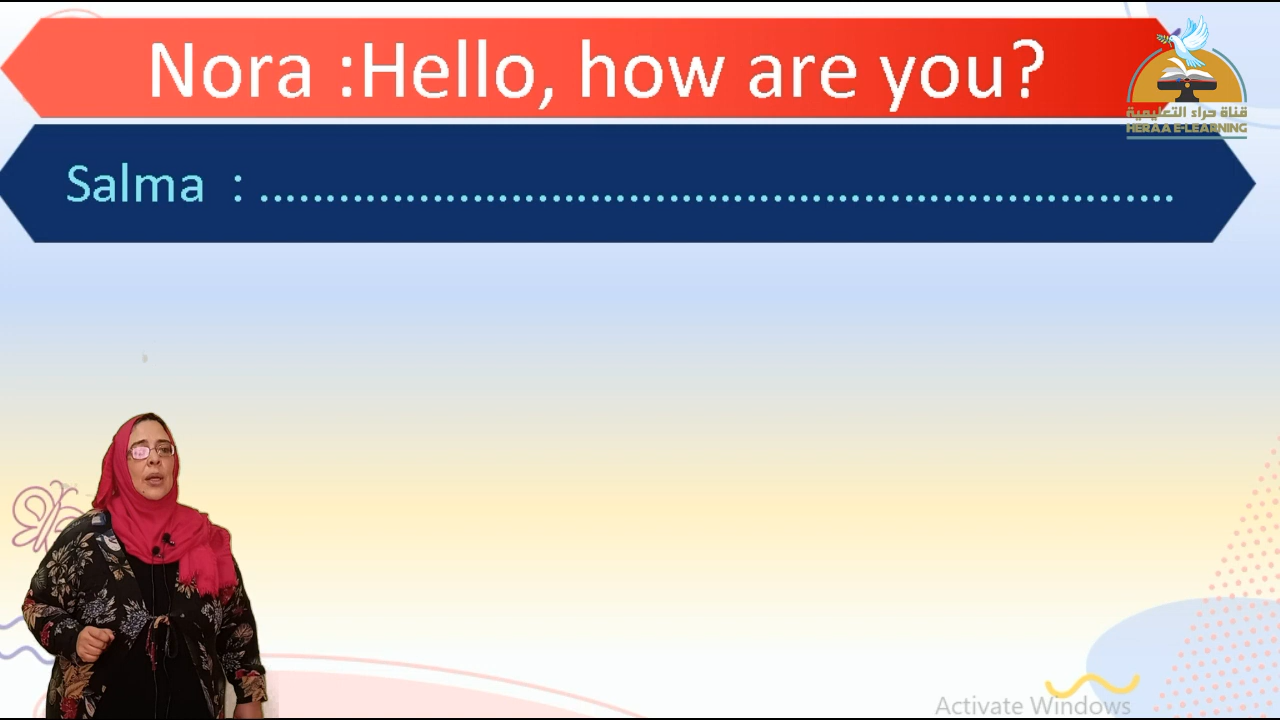 Nora :Hello, how are you?
قناة حراء التعليمية
HERAA E-LEARNING
Salma : ......................................................................
Activate Windows